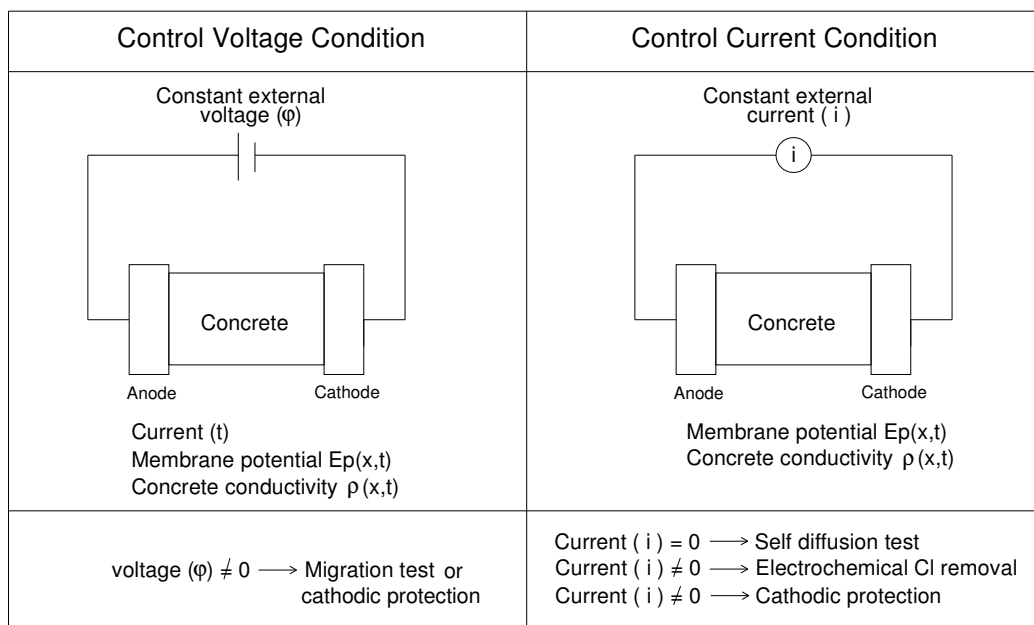 Control Voltage Condition
Constant external
voltage (φ)
Concrete
Anode
Cathode
Current (t)
Membrane potential Ep(x,t)
Concrete conductivity ρ(x,t)
voltage (φ) ≠ 0 → Migration test or
cathodic protection
Control Current Condition
Constant external
current ( i )
i
Concrete
Anode
Cathode
Membrane potential Ep(x,t)
Concrete conductivity ρ(x,t)
Current ( i ) = 0 → Self diffusion test
Current ( i ) ≠ 0 → Electrochemical Cl removal
Current ( i ) ≠ 0 → Cathodic protection